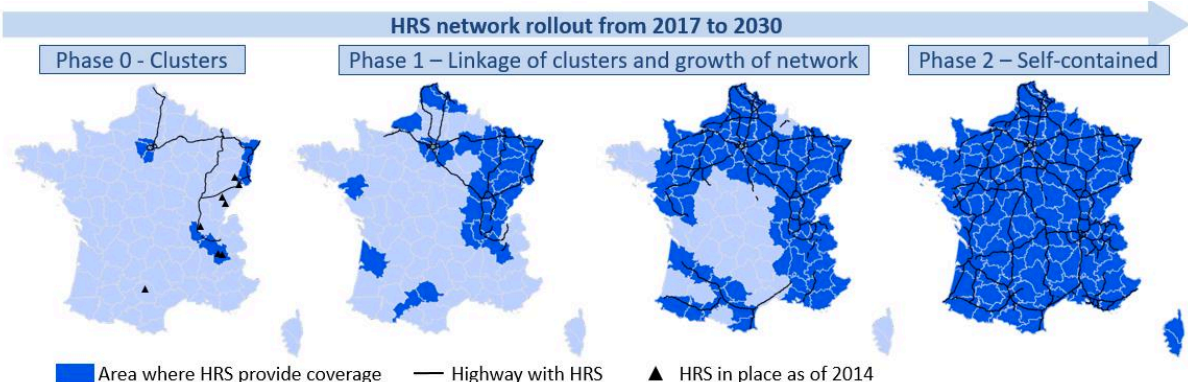 HRS network rollout from 2017 to 2030
Phase 0 - Clusters
Phase 1 – Linkage of clusters and growth of network
Phase 2 – Self-contained
Area where HRS provide coverage
Highway with HRS
HRS in place as of 2014